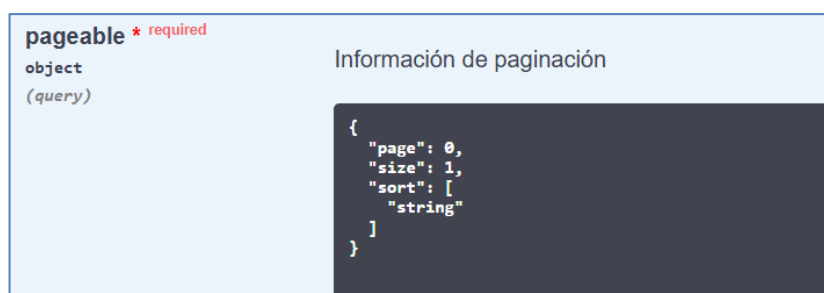 pageable * required
object
(query)
Información de paginación
{
  "page": 0,
  "size": 1,
  "sort": [
    "string"
  ]
}